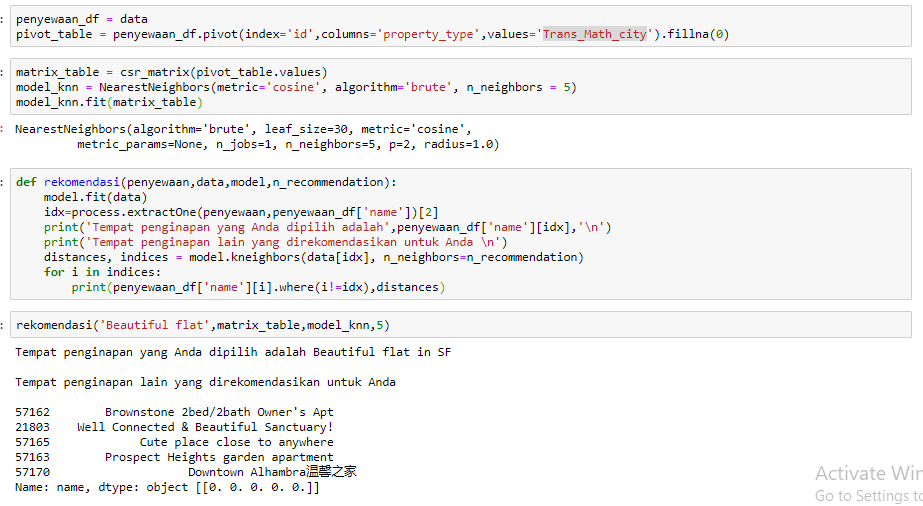 penyewaan_df = data
pivot_table = penyewaan_df.pivot(index='id',columns='property_type',values='Trans_Math_city').fillna(0)
matrix_table = csr_matrix(pivot_table.values)
model_knn = NearestNeighbors(metric='cosine', algorithm='brute', n_neighbors = 5)
model_knn.fit(matrix_table)
NearestNeighbors(algorithm='brute', leaf_size=30, metric='cosine',
metric_params=None, n_jobs=1, n_neighbors=5, p=2, radius=1.0)
def rekomendasi(penyewaan,data,model,n_recommendation):
model.fit(data)
idx=process.extractOne(penyewaan,penyewaan_df['name'])[2]
print('Tempat penginapan yang Anda dipilih adalah',penyewaan_df['name'][idx],'\n')
print('Tempat penginapan lain yang direkomendasikan untuk Anda \n')
distances, indices = model.kneighbors(data[idx], n_neighbors=n_recommendation)
for i in indices:
print(penyewaan_df['name'][i].where(i!=idx),distances)
rekomendasi('Beautiful flat',matrix_table,model_knn,5)
Tempat penginapan yang Anda dipilih adalah Beautiful flat in SF
Tempat penginapan lain yang direkomendasikan untuk Anda
57162 Brownstone 2bed/2bath Owner's Apt
21803 Well Connected & Beautiful Sanctuary!
57165 Cute place close to anywhere
57163 Prospect Heights garden apartment
57170 Downtown Alhambra温馨之家
Name: name, dtype: object [[0. 0. 0. 0. 0.]]
Activate Win
Go to Settings to